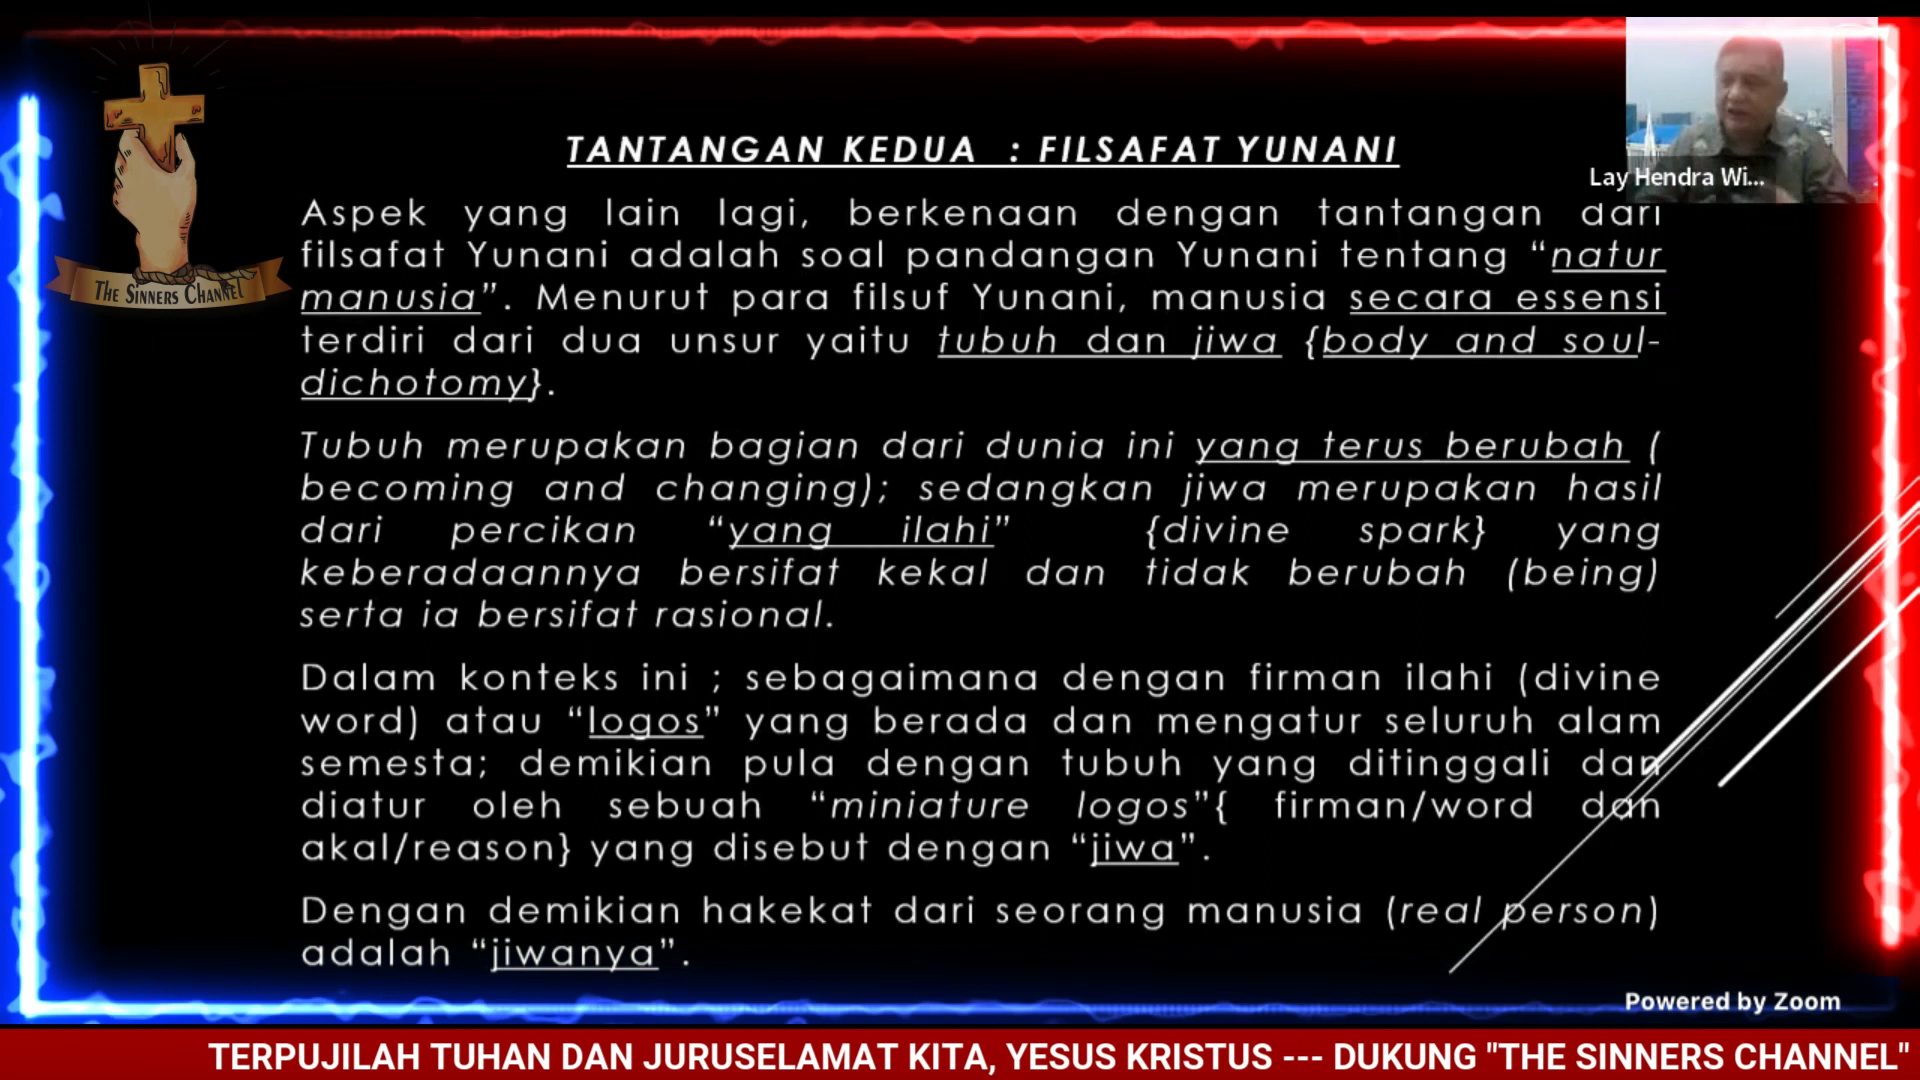 TANTANGAN KEDUA : FILSAFAT YUNANI
Lay Hendra Wi...
Aspek yang lain lagi, berkenaan dengan tantangan dari
filsafat Yunani adalah soal pandangan Yunani tentang “natur
manusia”. Menurut para filsuf Yunani, manusia secara essensi
terdiri dari dua unsur yaitu tubuh dan jiwa {body and soul-
dichotomy}.
THE SINNERS CHANNEL
Tubuh merupakan bagian dari dunia ini yang terus berubah (
becoming and changing); sedangkan jiwa merupakan hasil
dari percikan “yang ilahi” {divine spark} yang
keberadaannya bersifat kekal dan tidak berubah (being)
serta ia bersifat rasional.
Dalam konteks ini ; sebagaimana dengan firman ilahi (divine
word) atau “logos” yang berada dan mengatur seluruh alam
semesta; demikian pula dengan tubuh yang ditinggali dan
diatur oleh sebuah “miniature logos”{ firman/word dan
akal/reason} yang disebut dengan “jiwa”.
Dengan demikian hakekat dari seorang manusia (real person)
adalah “jiwanya”.
Powered by Zoom
TERPUJILAH TUHAN DAN JURUSELAMAT KITA, YESUS KRISTUS --- DUKUNG "THE SINNERS CHANNEL"